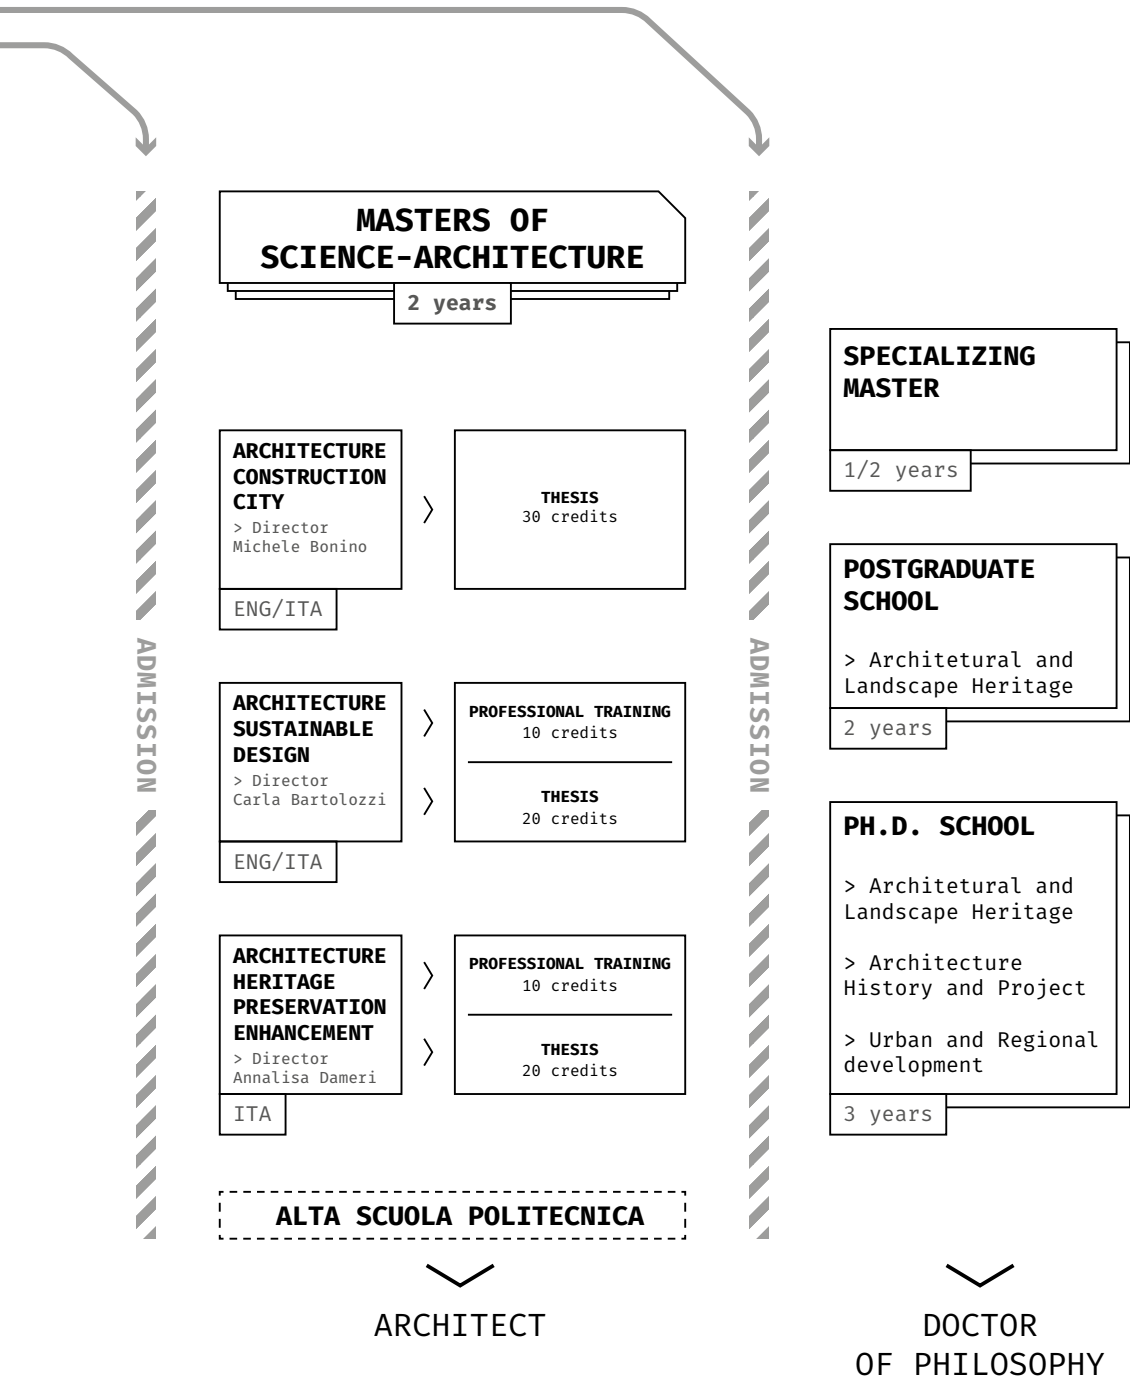 MASTERS OF
SCIENCE-ARCHITECTURE
2 years
ADMISSION
ARCHITECTURE
CONSTRUCTION
CITY
> Director
Michele Bonino
ENG/ITA
THESIS
30 credits
ARCHITECTURE
SUSTAINABLE
DESIGN
> Director
Carla Bartolozzi
ENG/ITA
PROFESSIONAL TRAINING
10 credits
THESIS
20 credits
ARCHITECTURE
HERITAGE
PRESERVATION
ENHANCEMENT
> Director
Annalisa Dameri
ITA
PROFESSIONAL TRAINING
10 credits
THESIS
20 credits
ALTA SCUOLA POLITECNICA
ARCHITECT
ADMISSION
SPECIALIZING
MASTER
1/2 years
POSTGRADUATE
SCHOOL
> Architetural and
Landscape Heritage
2 years
PH.D. SCHOOL
> Architetural and
Landscape Heritage
> Architecture
History and Project
> Urban and Regional
development
3 years
DOCTOR
OF PHILOSOPHY